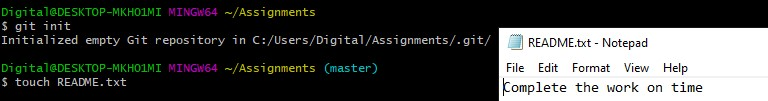 Digital@DESKTOP-MKHO1MI MINGW64 ~/Assignments
$ git init
Initialized empty Git repository in C:/Users/Digital/Assignments/.git/
Digital@DESKTOP-MKHO1MI MINGW64 ~/Assignments (master)
$ touch README.txt
README.txt - Notepad
File Edit Format View Help
Complete the work on time